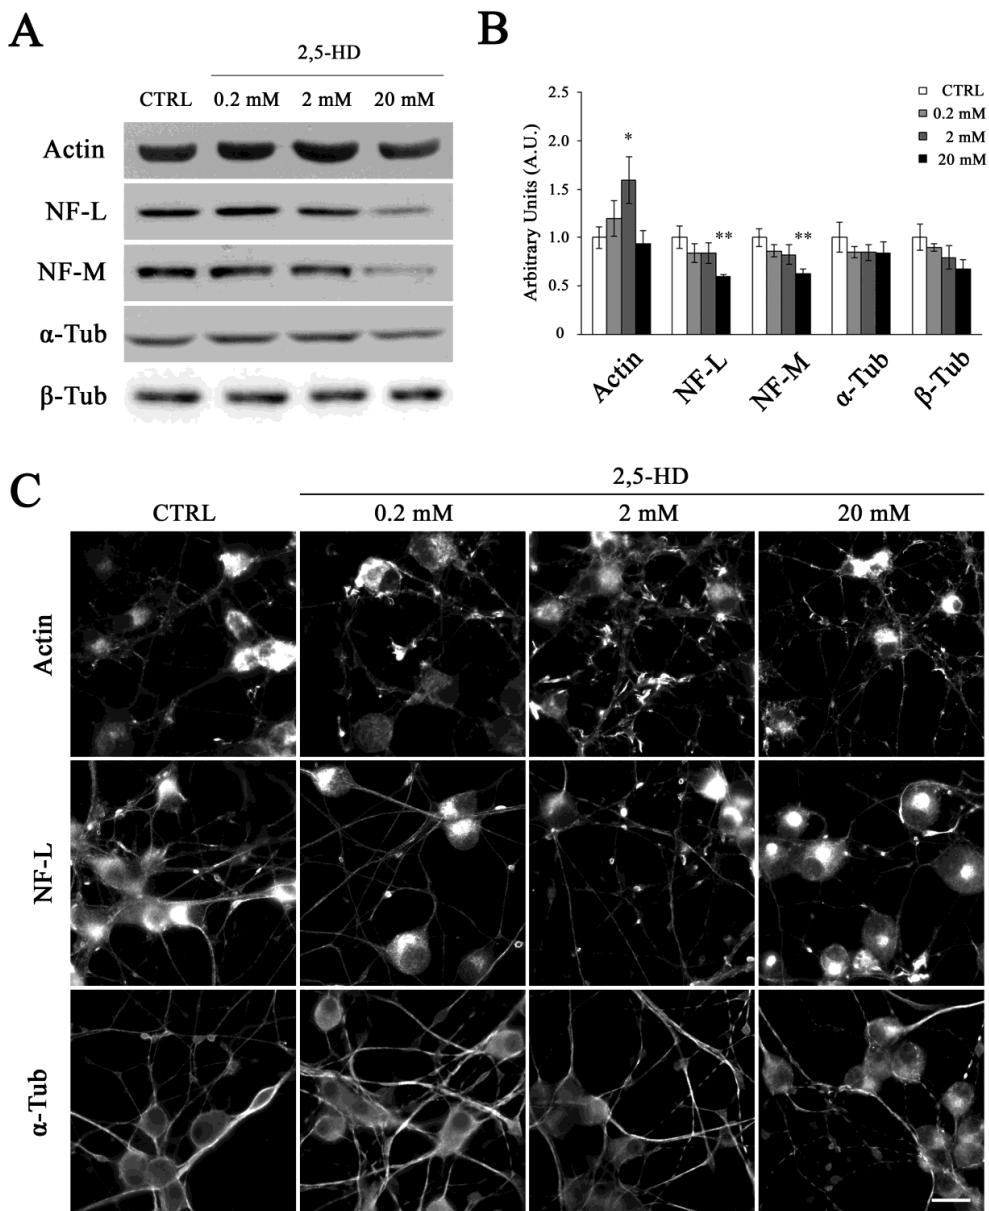 A
2,5-HD
CTRL 0.2 mM 2 mM 20 mM
Actin
NF-L
NF-M
α-Tub
β-Tub
B
Arbitrary Units (A.U.)
2.5
2.0
1.5
1.0
0.5
0
*
**
**
CTRL
0.2 mM
2 mM
20 mM
Actin
NF-L
NF-M
α-Tub
β-Tub
C
2,5-HD
CTRL 0.2 mM 2 mM 20 mM
Actin
NF-L
α-Tub